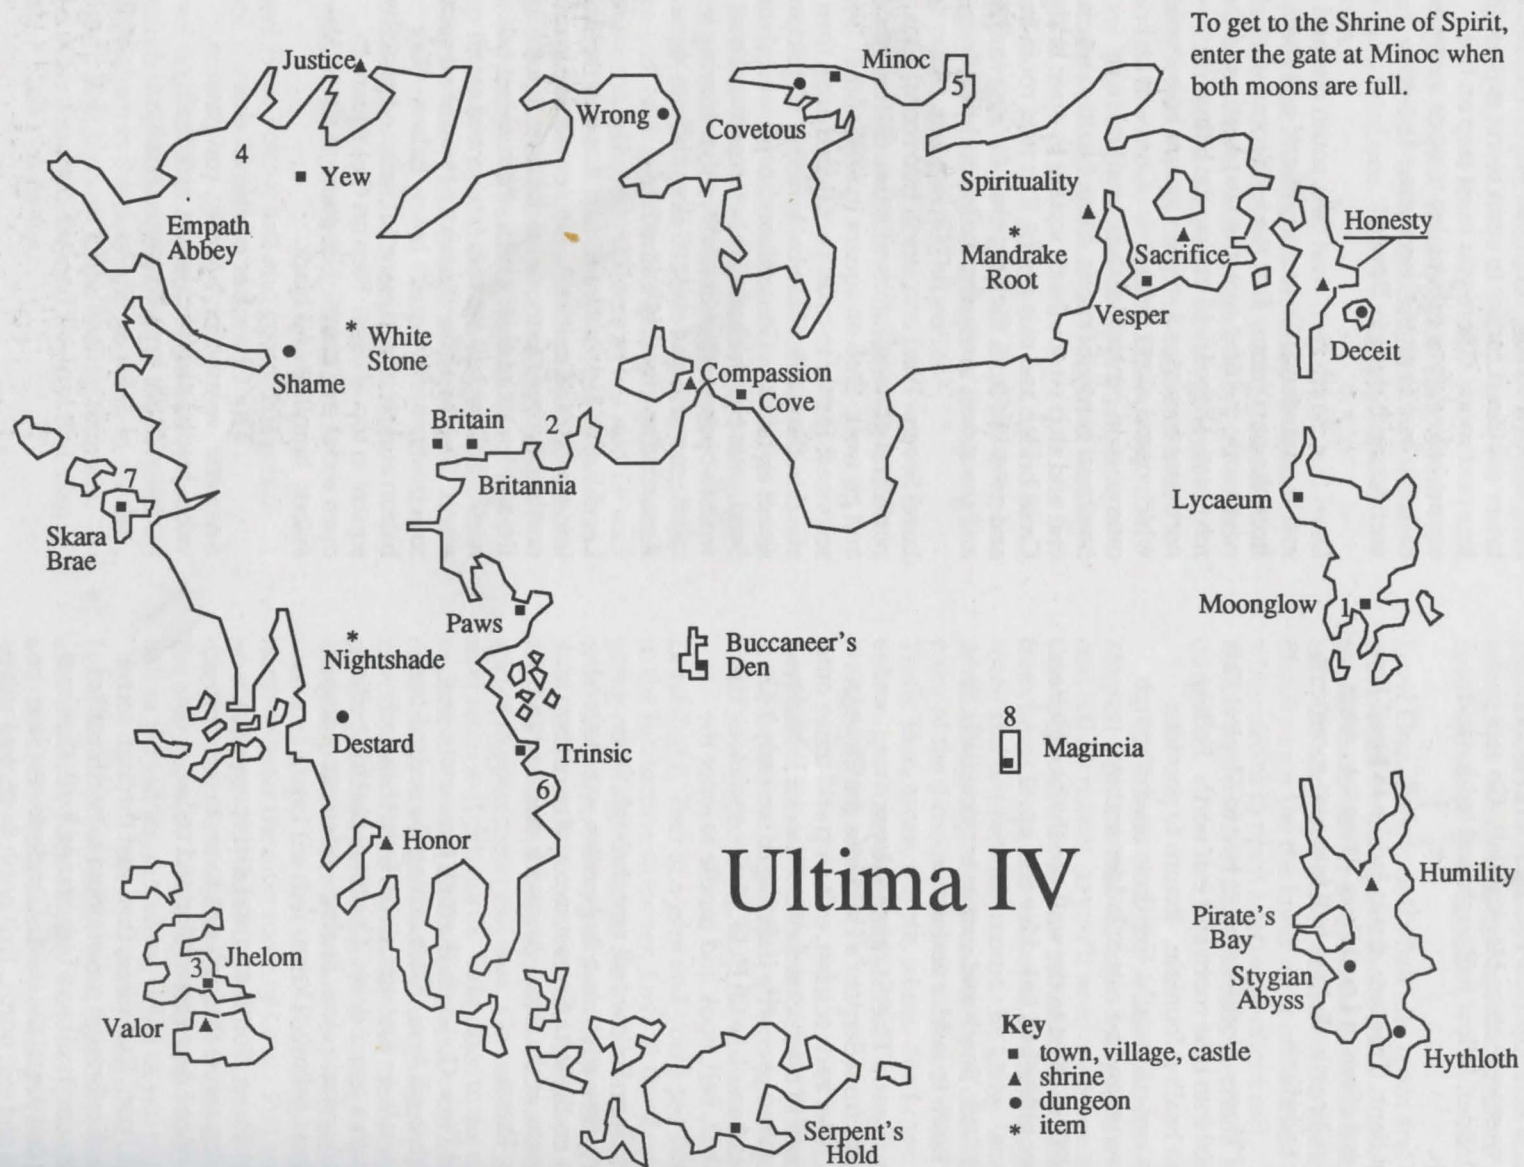 To get to the Shrine of Spirit,
enter the gate at Minoc when
both moons are full.
Justice
Minoc
5
Wrong
Covetous
4
Yew
Spirituality
Empath
Abbey
Mandrake
Root
Sacrifice
Honesty
Vesper
White
Stone
Shame
Deceit
Compassion
Cove
Britain
2
Britannia
7
Skara
Brae
Lycaeum
Moonglow
1
Paws
Nightshade
Buccaneer's
Den
Destard
Trinsic
8
Magincia
6
Honor
Ultima IV
Humility
Pirate's
Bay
Jhelom
3
Stygian
Abyss
Valor
Hythloth
Key
town, village, castle
shrine
dungeon
item
Serpent's
Hold